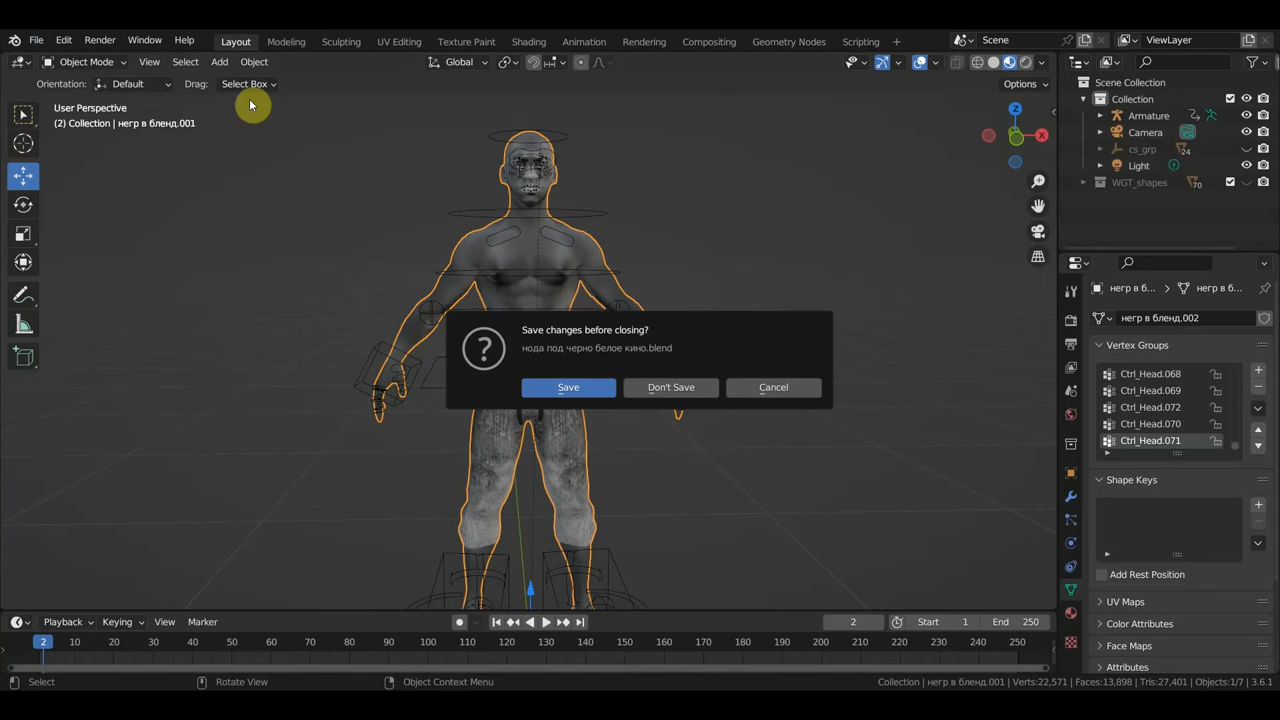 File Edit Render Window Help Layout Modeling Sculpting UV Editing Texture Paint Shading Animation Rendering Compositing Geometry Nodes Scripting + Scene ViewLayer
Object Mode View Select Add Object Global
Orientation: Default Drag: Select Box Options
User Perspective
(2) Collection | негр в бленд.001
Z
X
Scene Collection
Collection
Armature
Camera
cs_grp 24
Light
WGT_shapes 70
Save changes before closing?
нода под черно белое кино.blend
Save Don't Save Cancel
негр в б... негр в б...
негр в бленд.002
Vertex Groups
Ctrl_Head.068
Ctrl_Head.069
Ctrl_Head.072
Ctrl_Head.070
Ctrl_Head.071
Shape Keys
Add Rest Position
UV Maps
Color Attributes
Face Maps
Attributes
Playback Keying View Marker 2 Start 1 End 250
2 10 20 30 40 50 60 70 80 90 100 110 120 130 140 150 160 170 180 190 200 210 220 230 240 250
Select Rotate View Object Context Menu Collection | негр в бленд.001 | Verts:22,571 | Faces:13,898 | Tris:27,401 | Objects:1/7 | 3.6.1